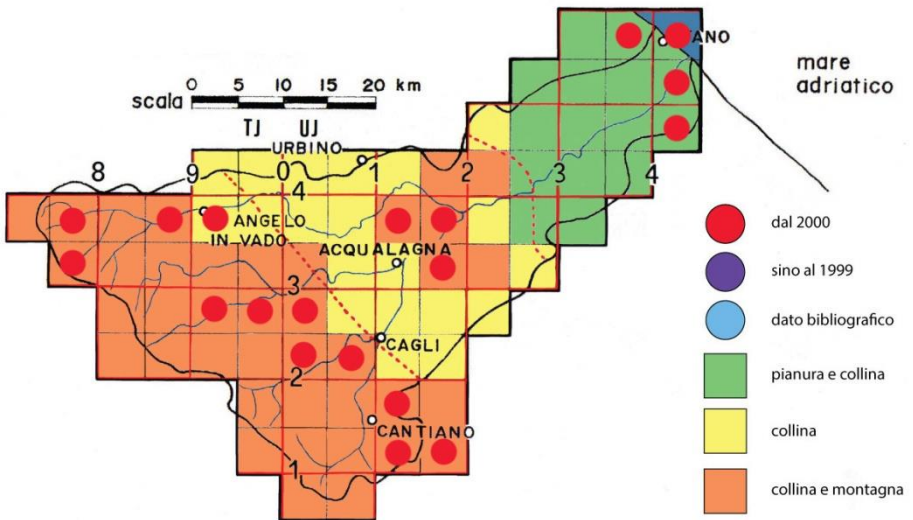 FANO
mare
adriatico
0 5 10 15 20 km
scala
TJ UJ
URBINO
8 9 0 1 2 3 4
4
ANGELO
IN VADO
ACQUALAGNA
3
CAGLI
2
CANTIANO
1
dal 2000
sino al 1999
dato bibliografico
pianura e collina
collina
collina e montagna